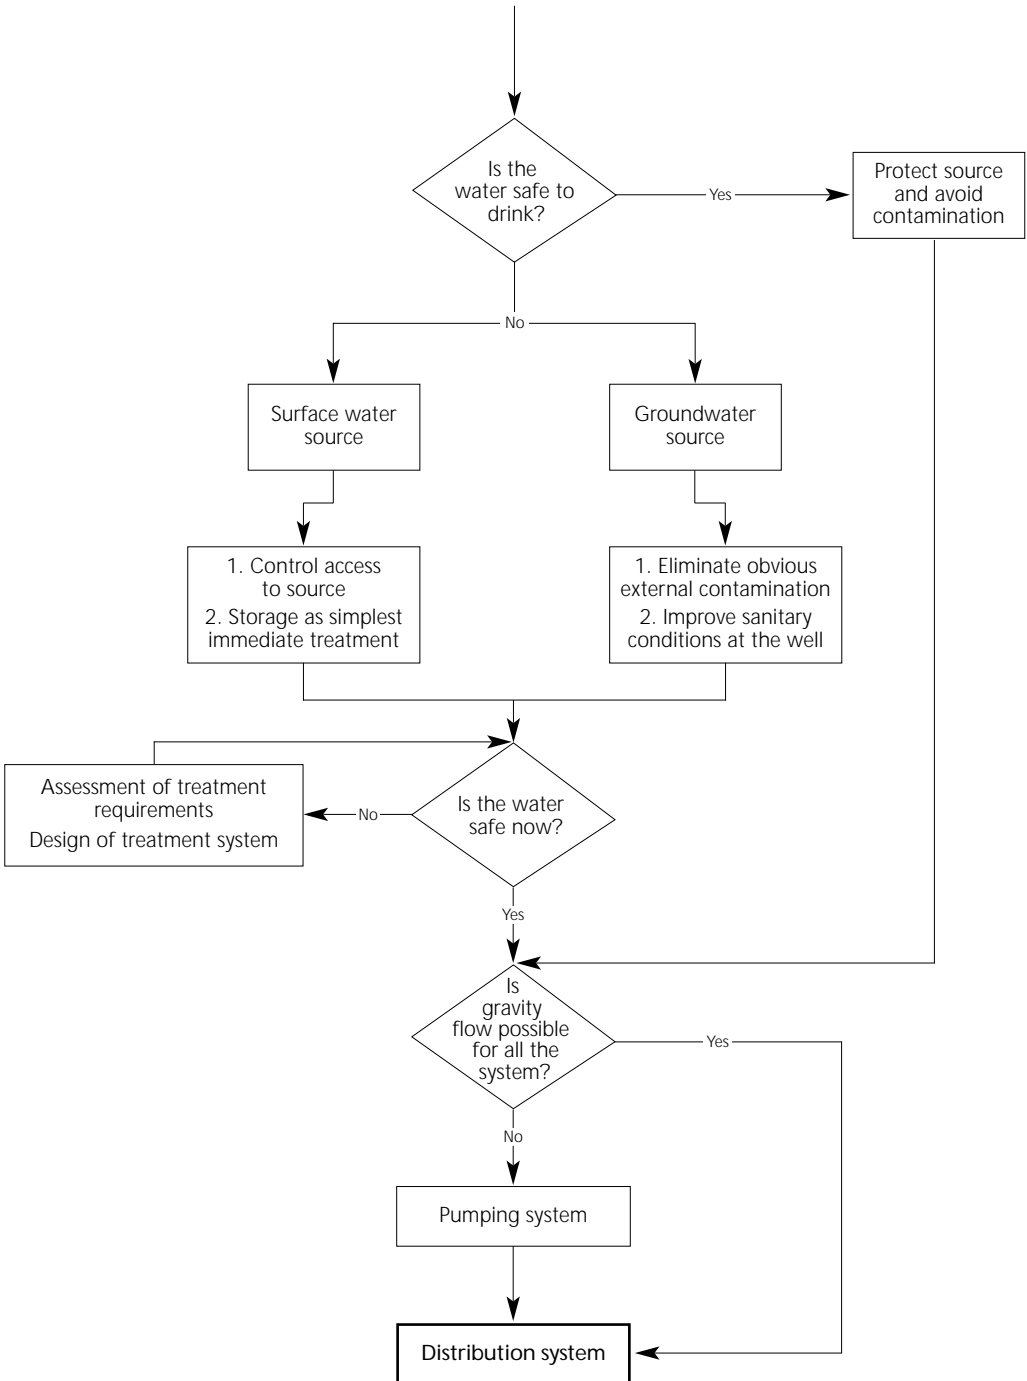 Is the
water safe to
drink?
Yes
Protect source
and avoid
contamination
No
Surface water
source
Groundwater
source
1. Control access
to source
2. Storage as simplest
immediate treatment
1. Eliminate obvious
external contamination
2. Improve sanitary
conditions at the well
Assessment of treatment
requirements
Design of treatment system
No
Is the water
safe now?
Yes
Is
gravity
flow possible
for all the
system?
Yes
No
Pumping system
Distribution system